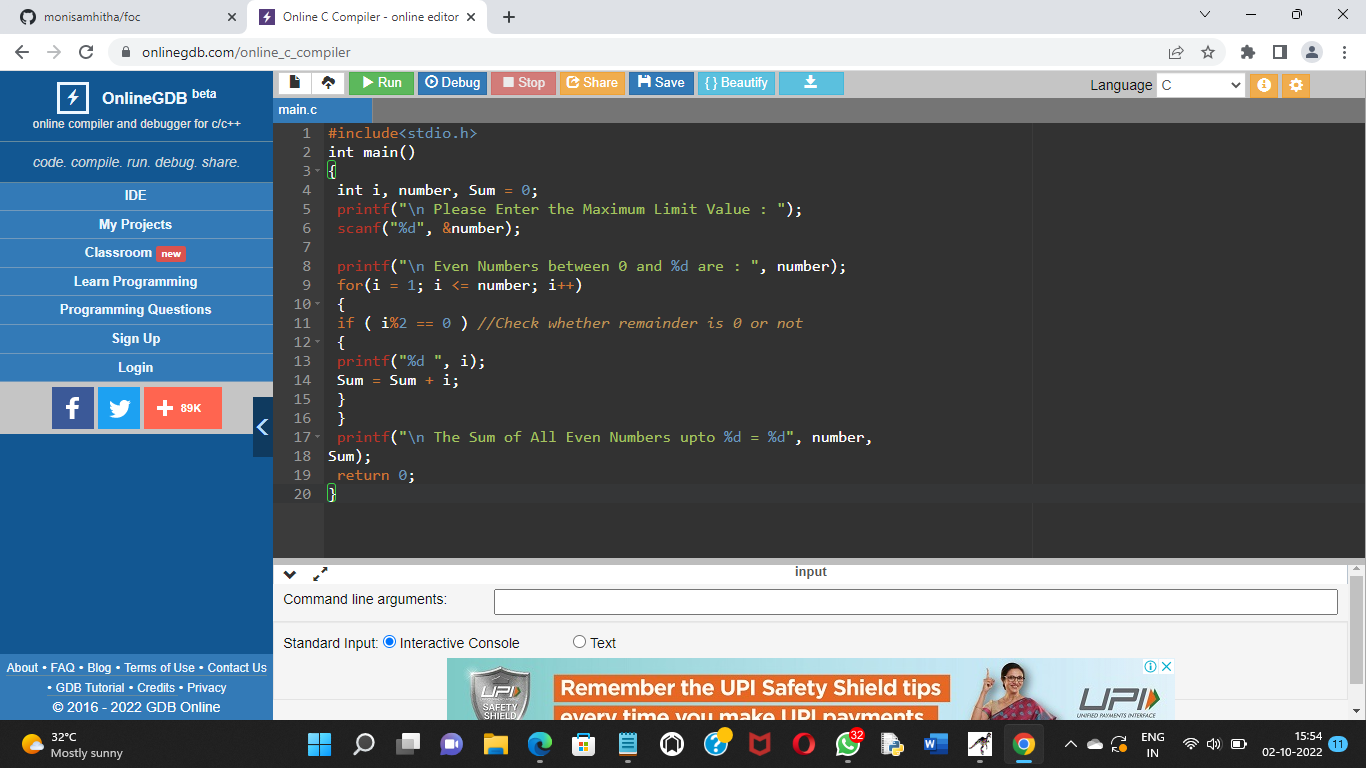 monisamhitha/foc
Online C Compiler - online editor
onlinegdb.com/online_c_compiler
OnlineGDB beta
online compiler and debugger for c/c++
code. compile. run. debug. share.
IDE
My Projects
Classroom new
Learn Programming
Programming Questions
Sign Up
Login
89K
About • FAQ • Blog • Terms of Use • Contact Us
• GDB Tutorial • Credits • Privacy
© 2016 - 2022 GDB Online
Run Debug Stop Share Save { } Beautify
Language C
main.c
1 #include<stdio.h>
2 int main()
3 {
4 int i, number, Sum = 0;
5 printf("\n Please Enter the Maximum Limit Value : ");
6 scanf("%d", &number);
7
8 printf("\n Even Numbers between 0 and %d are : ", number);
9 for(i = 1; i <= number; i++)
10 {
11 if ( i%2 == 0 ) //Check whether remainder is 0 or not
12 {
13 printf("%d ", i);
14 Sum = Sum + i;
15 }
16 }
17 printf("\n The Sum of All Even Numbers upto %d = %d", number,
18 Sum);
19 return 0;
20 }
input
Command line arguments:
Standard Input: Interactive Console Text
UPI
SAFETY
SHIELD
Remember the UPI Safety Shield tips
every time you make UPI payments
UPI
UNIFIED PAYMENTS INTERFACE
32°C
Mostly sunny
32
ENG
IN
15:54
02-10-2022
11